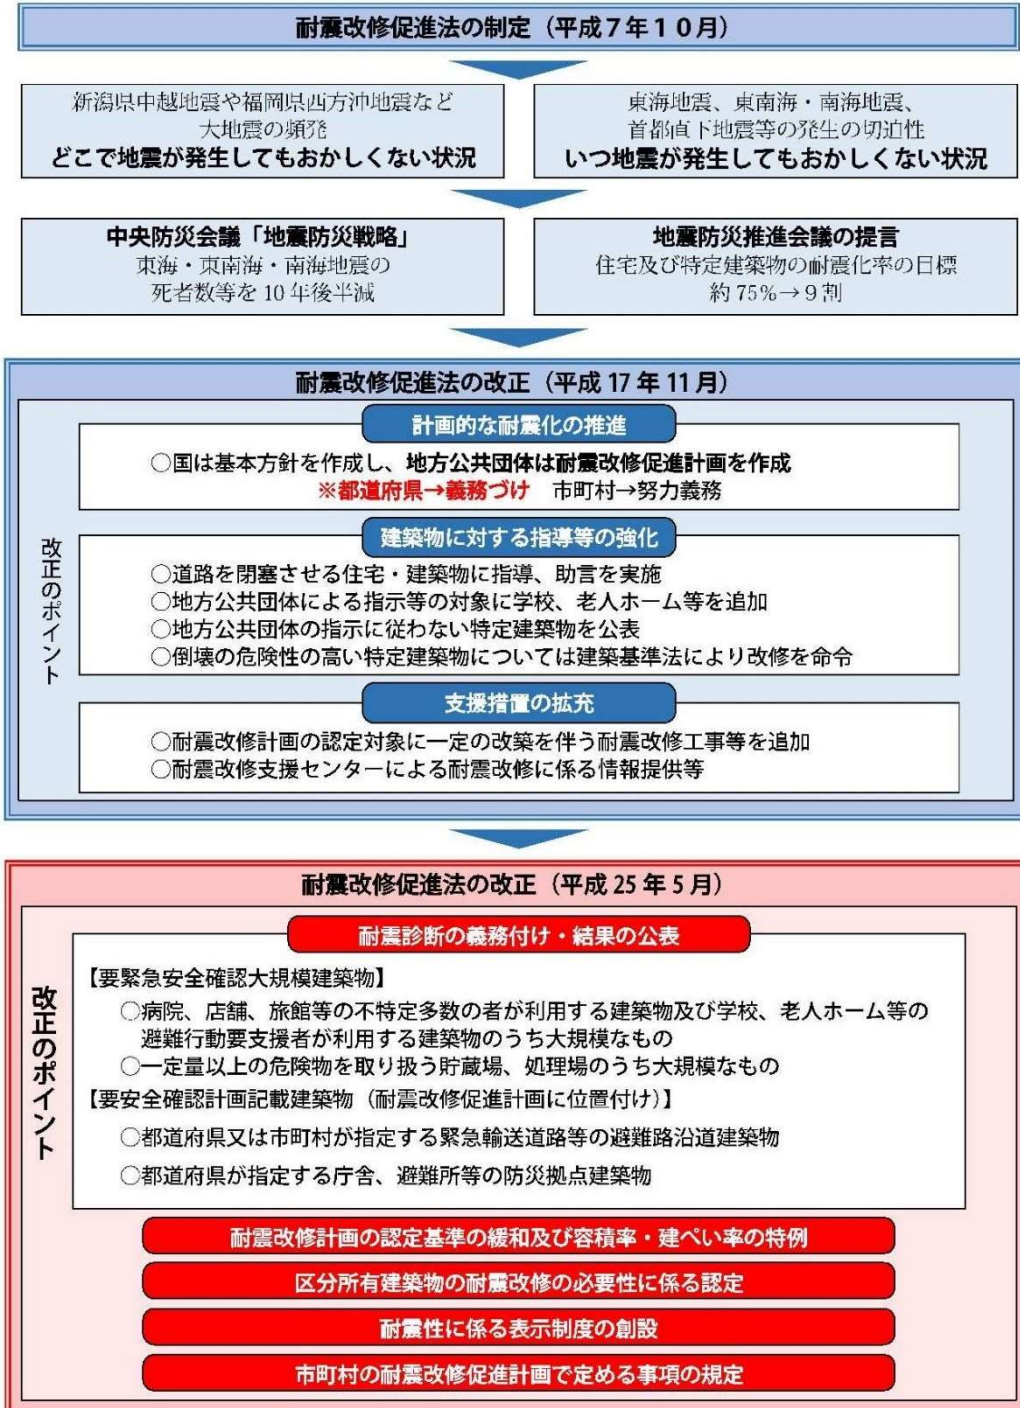 耐震改修促進法の制定（平成７年１０月）
新潟県中越地震や福岡県西方沖地震など
大地震の頻発
どこで地震が発生してもおかしくない状況
東海地震、東南海・南海地震、
首都直下地震等の発生の切迫性
いつ地震が発生してもおかしくない状況
中央防災会議「地震防災戦略」
東海・東南海・南海地震の
死者数等を 10 年後半減
地震防災推進会議の提言
住宅及び特定建築物の耐震化率の目標
約 75%→９割
耐震改修促進法の改正（平成 17 年 11 月）
改正のポイント
計画的な耐震化の推進
○国は基本方針を作成し、地方公共団体は耐震改修促進計画を作成
※都道府県→義務づけ　市町村→努力義務
建築物に対する指導等の強化
○道路を閉塞させる住宅・建築物に指導、助言を実施
○地方公共団体による指示等の対象に学校、老人ホーム等を追加
○地方公共団体の指示に従わない特定建築物を公表
○倒壊の危険性の高い特定建築物については建築基準法により改修を命令
支援措置の拡充
○耐震改修計画の認定対象に一定の改築を伴う耐震改修工事等を追加
○耐震改修支援センターによる耐震改修に係る情報提供等
耐震改修促進法の改正（平成 25 年 5 月）
改正のポイント
耐震診断の義務付け・結果の公表
【要緊急安全確認大規模建築物】
○病院、店舗、旅館等の不特定多数の者が利用する建築物及び学校、老人ホーム等の
避難行動要支援者が利用する建築物のうち大規模なもの
○一定量以上の危険物を取り扱う貯蔵場、処理場のうち大規模なもの
【要安全確認計画記載建築物（耐震改修促進計画に位置付け）】
○都道府県又は市町村が指定する緊急輸送道路等の避難路沿道建築物
○都道府県が指定する庁舎、避難所等の防災拠点建築物
耐震改修計画の認定基準の緩和及び容積率・建ぺい率の特例
区分所有建築物の耐震改修の必要性に係る認定
耐震性に係る表示制度の創設
市町村の耐震改修促進計画で定める事項の規定